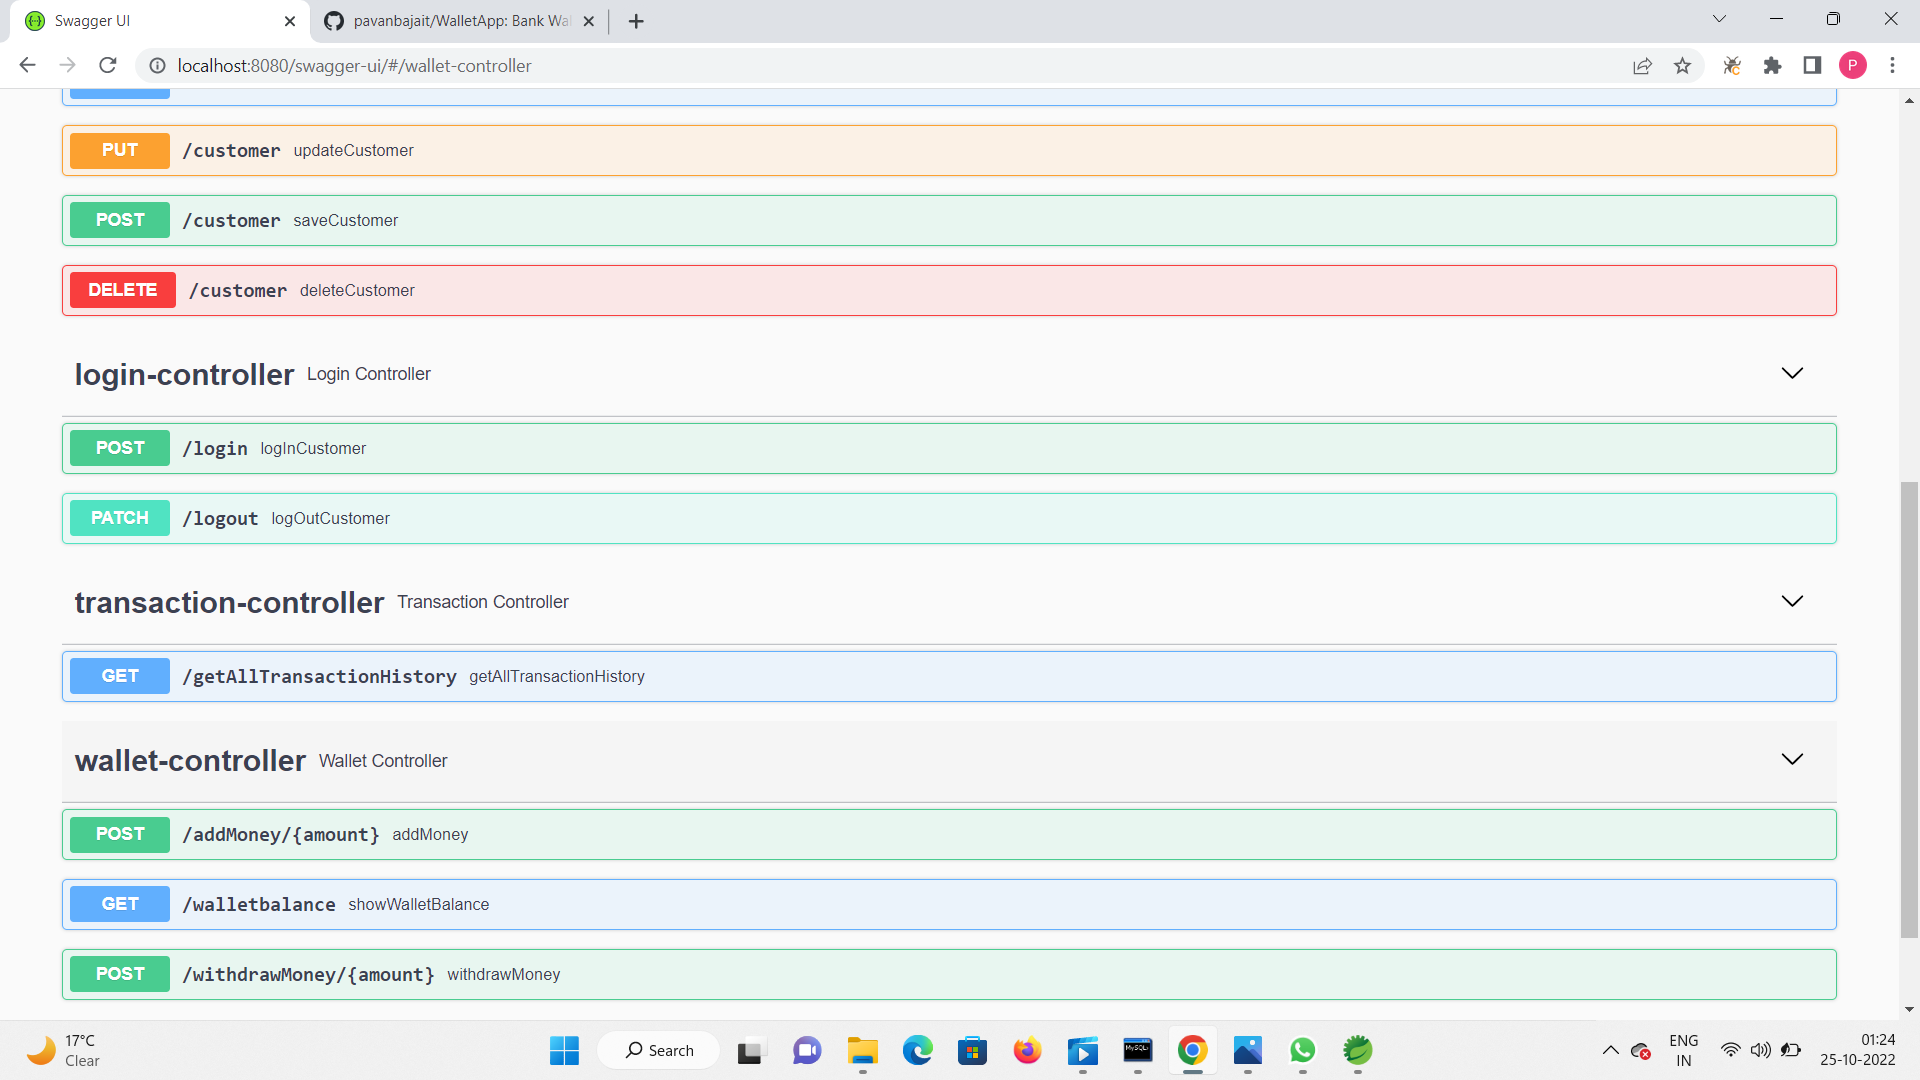 Swagger UI
pavanbajait/WalletApp: Bank Wa
localhost:8080/swagger-ui/#/wallet-controller
P
PUT /customer updateCustomer
POST /customer saveCustomer
DELETE /customer deleteCustomer
login-controller Login Controller
POST /login logInCustomer
PATCH /logout logOutCustomer
transaction-controller Transaction Controller
GET /getAllTransactionHistory getAllTransactionHistory
wallet-controller Wallet Controller
POST /addMoney/{amount} addMoney
GET /walletbalance showWalletBalance
POST /withdrawMoney/{amount} withdrawMoney
17°C
Clear
Search
ENG
IN
01:24
25-10-2022